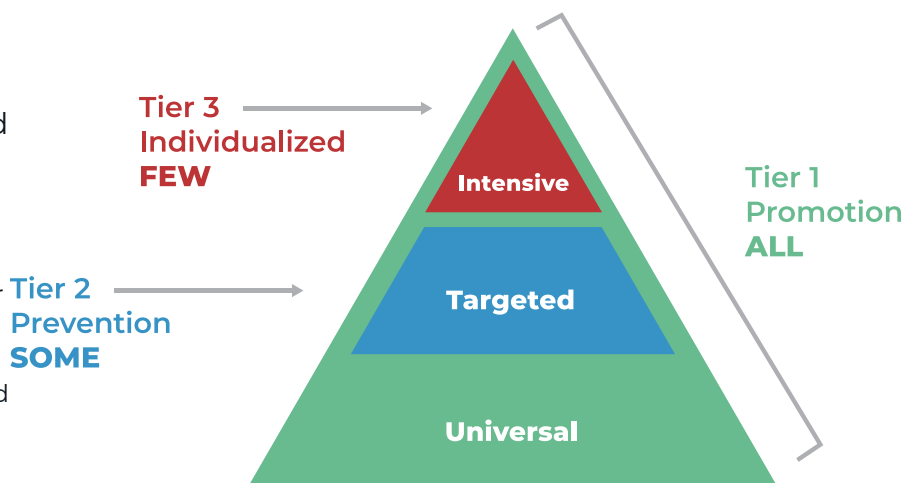 d
Tier 3
Individualized
FEW
Intensive
Tier 1
Promotion
ALL
Tier 2
Prevention
SOME
Targeted
d
Universal